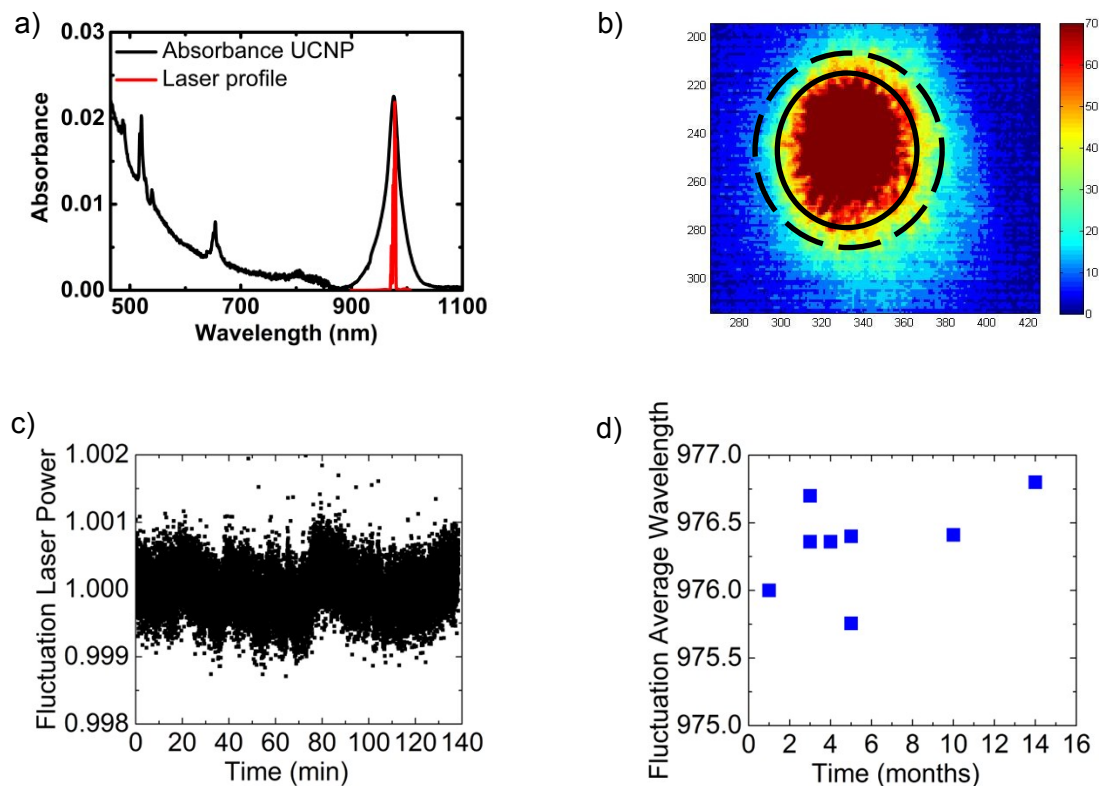 a)
0.03
0.02
0.01
0.00
Absorbance
Absorbance UCNP
Laser profile
500 700 900 1100
Wavelength (nm)
b)
200
220
240
260
280
300
280 300 320 340 360 380 400 420
70
60
50
40
30
20
10
0
c)
1.002
1.001
1.000
0.999
0.998
Fluctuation Laser Power
0 20 40 60 80 100 120 140
Time (min)
d)
977.0
976.5
976.0
975.5
975.0
Fluctuation Average Wavelength
0 2 4 6 8 10 12 14 16
Time (months)